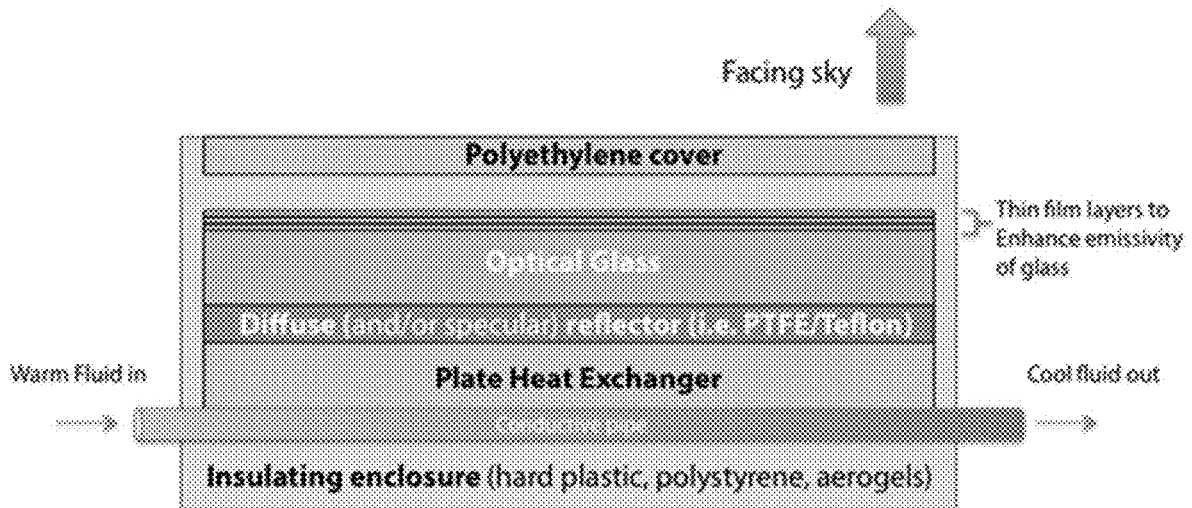 Facing sky
Polyethylene cover
Thin film layers to
Enhance emissivity
of glass
Optical Glass
Diffuse (and/or specular) reflector (i.e. PTFE/Teflon)
Plate Heat Exchanger
Warm Fluid in
Cool fluid out
Conductive pipe
Insulating enclosure (hard plastic, polystyrene, aerogels)